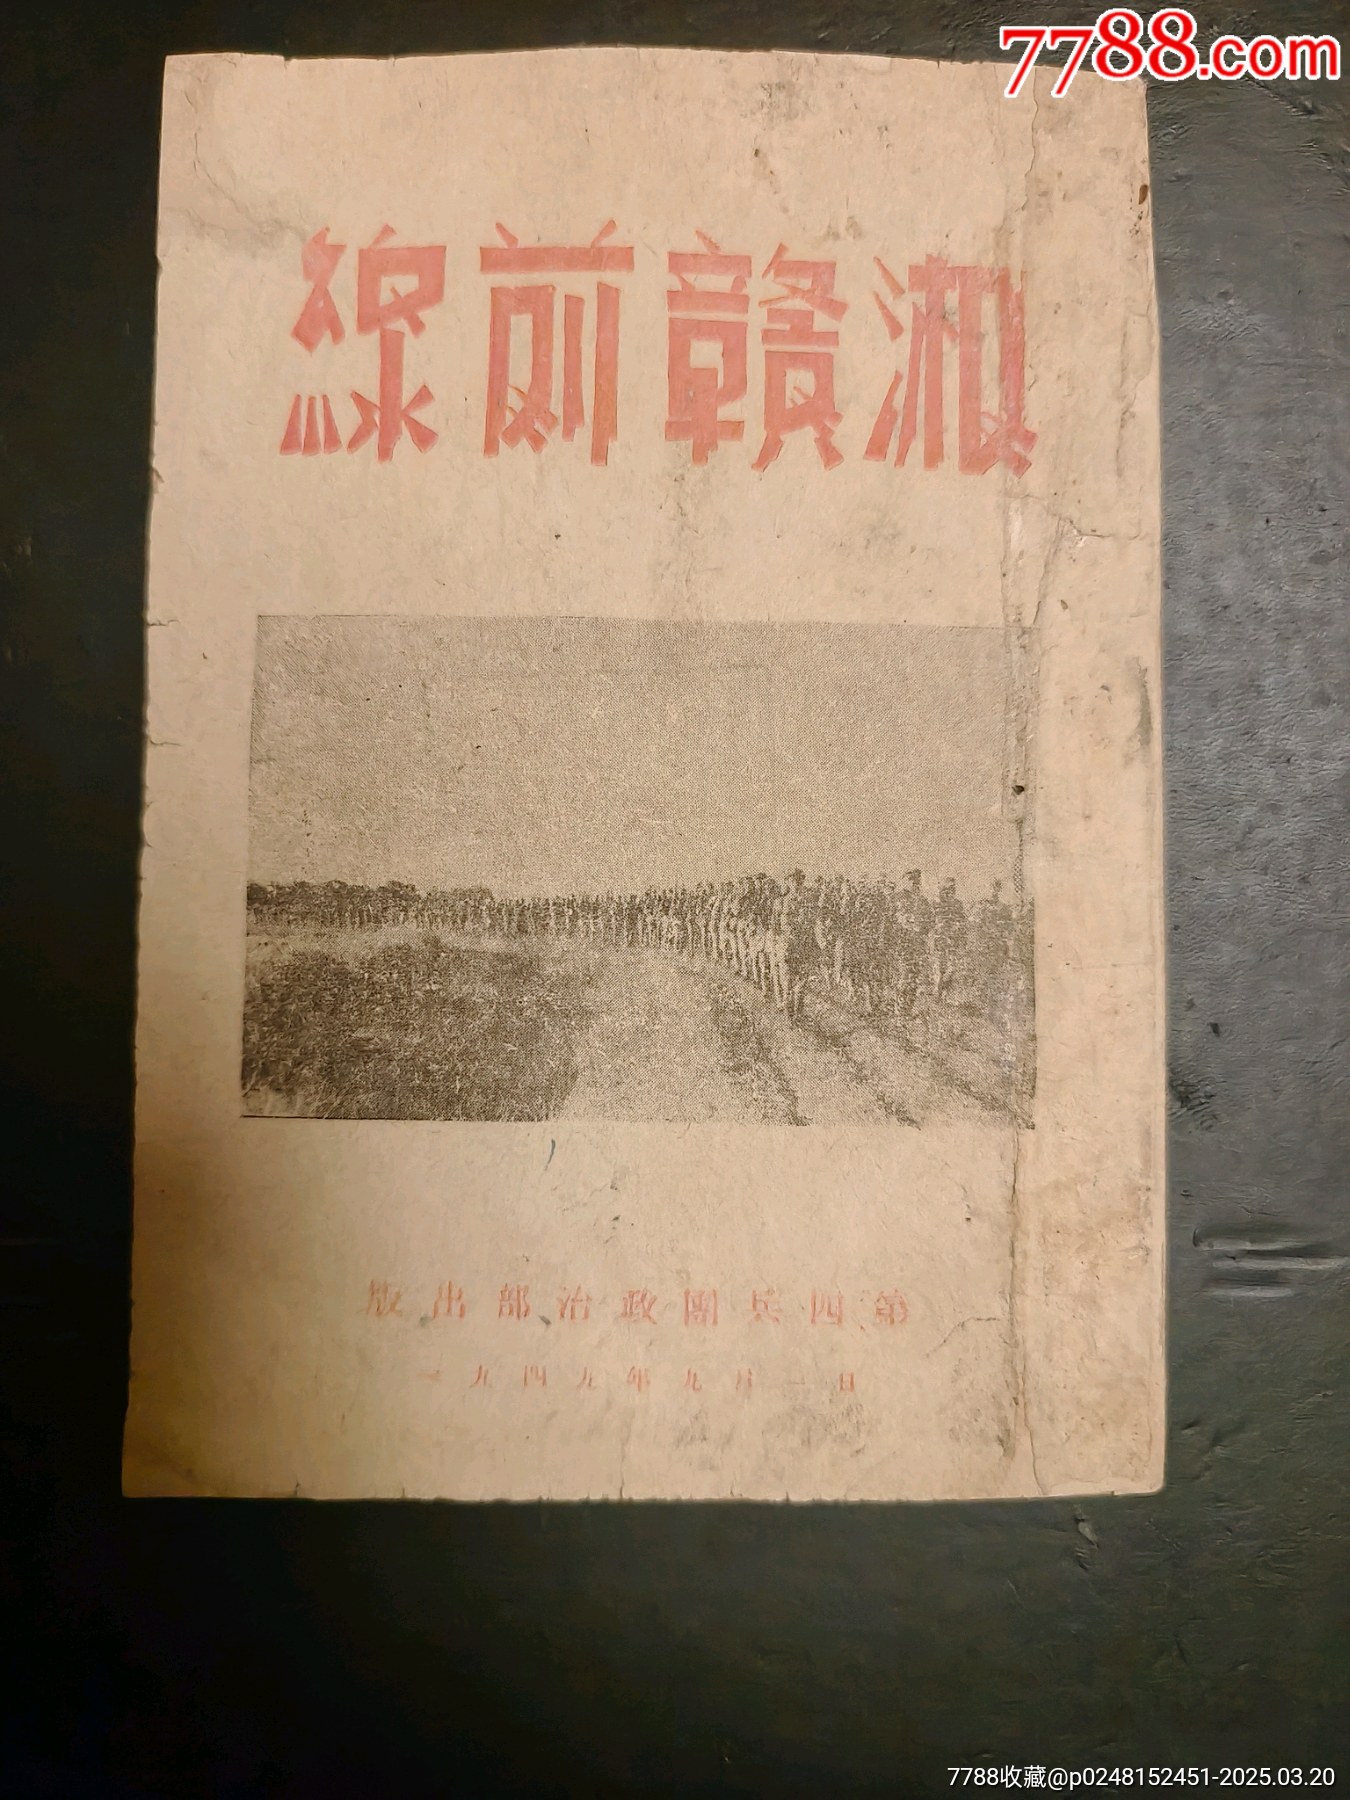 7788.com
湘贛前線
第四兵團政治部出版
一九四九年九月一日
7788收藏@p0248152451-2025.03.20